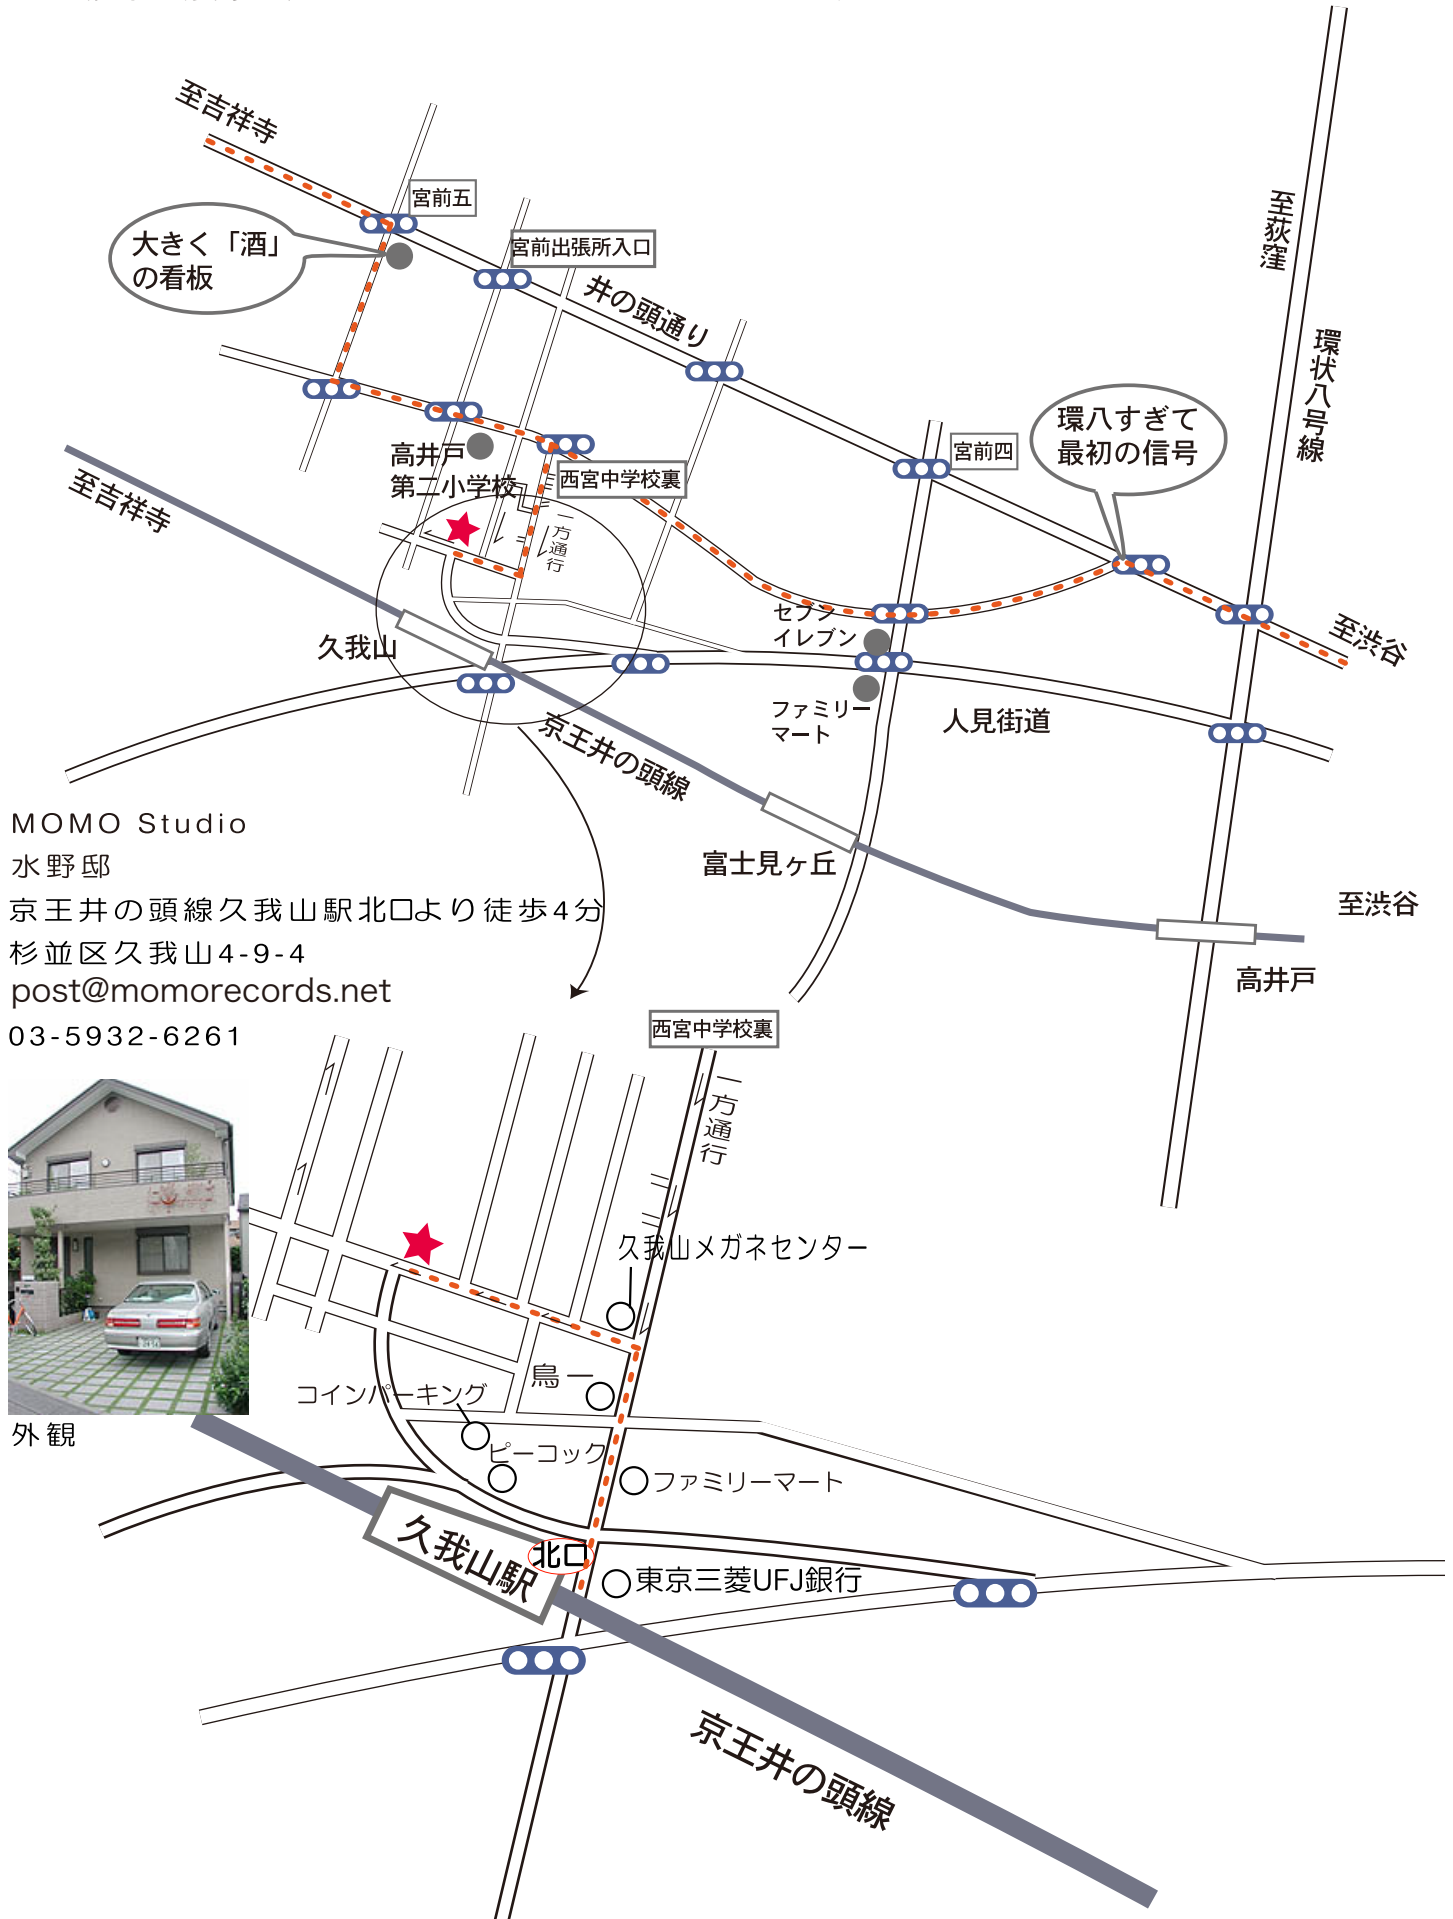 至吉祥寺
宮前五
大きく「酒」
の看板
宮前出張所入口
井の頭通り
至荻窪
環状八号線
環八すぎて
最初の信号
宮前四
高井戸
第二小学校
西宮中学校裏
一方通行
至吉祥寺
久我山
セブン
イレブン
至渋谷
ファミリー
マート
人見街道
京王井の頭線
富士見ヶ丘
至渋谷
高井戸
MOMO Studio
水野邸
京王井の頭線久我山駅北口より徒歩4分
杉並区久我山4-9-4
post@momorecords.net
03-5932-6261
西宮中学校裏
一方通行
久我山メガネセンター
鳥一
コインパーキング
ピーコック
ファミリーマート
外観
久我山駅
北口
東京三菱UFJ銀行
京王井の頭線